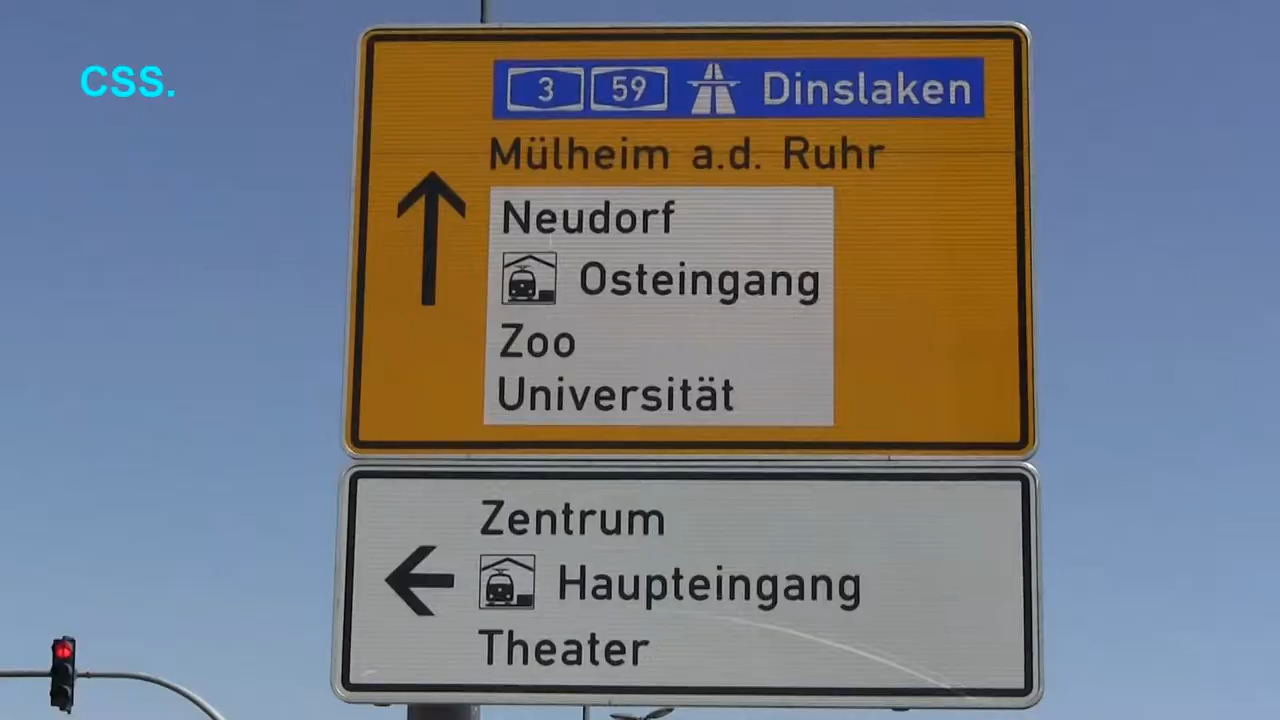 CSS.
3 59 Dinslaken
Mülheim a.d. Ruhr
Neudorf
Osteingang
Zoo
Universität
Zentrum
Haupteingang
Theater